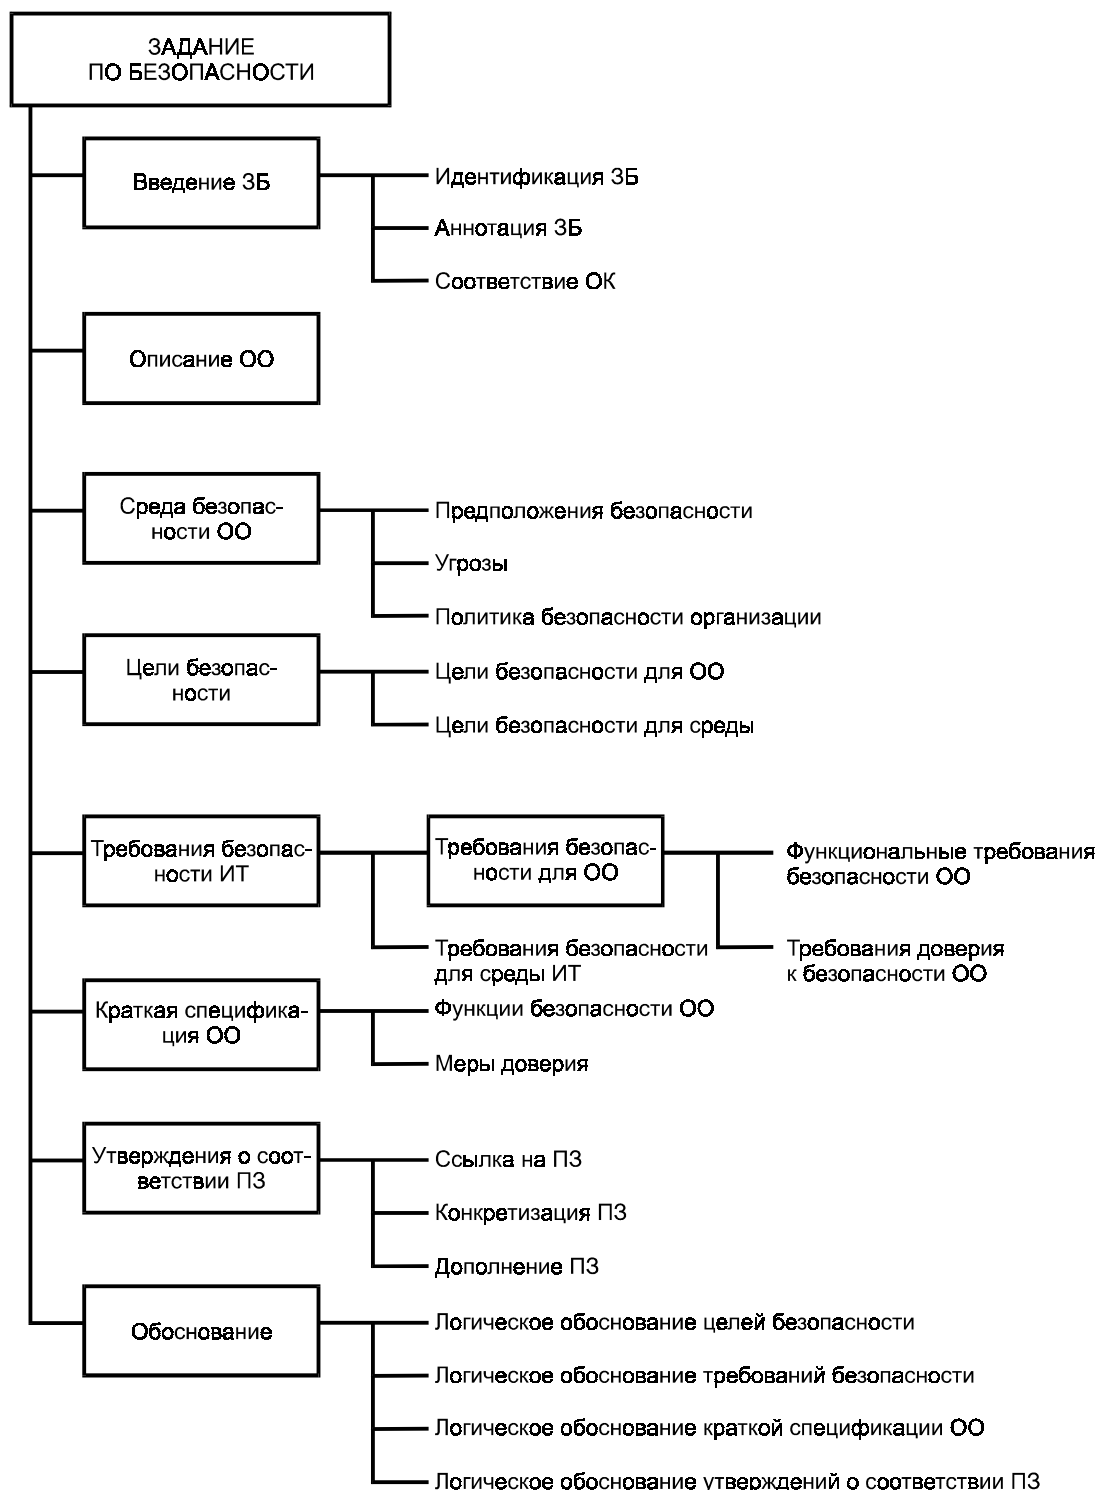 ЗАДАНИЕ
ПО БЕЗОПАСНОСТИ
Введение ЗБ
Идентификация ЗБ
Аннотация ЗБ
Соответствие ОК
Описание ОО
Среда безопас-
ности ОО
Предположения безопасности
Угрозы
Политика безопасности организации
Цели безопас-
ности
Цели безопасности для ОО
Цели безопасности для среды
Требования безопас-
ности ИТ
Требования безопас-
ности для ОО
Функциональные требования
безопасности ОО
Требования доверия
к безопасности ОО
Требования безопасности
для среды ИТ
Краткая специфика-
ция ОО
Функции безопасности ОО
Меры доверия
Утверждения о соот-
ветствии ПЗ
Ссылка на ПЗ
Конкретизация ПЗ
Дополнение ПЗ
Обоснование
Логическое обоснование целей безопасности
Логическое обоснование требований безопасности
Логическое обоснование краткой спецификации ОО
Логическое обоснование утверждений о соответствии ПЗ